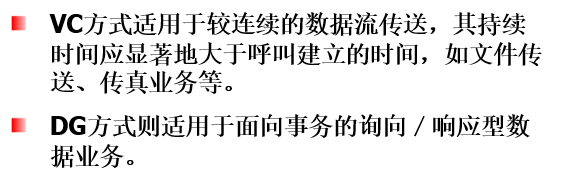 VC方式适用于较连续的数据流传送，其持续
时间应显著地大于呼叫建立的时间，如文件传
送、传真业务等。
DG方式则适用于面向事务的询向／响应型数
据业务。